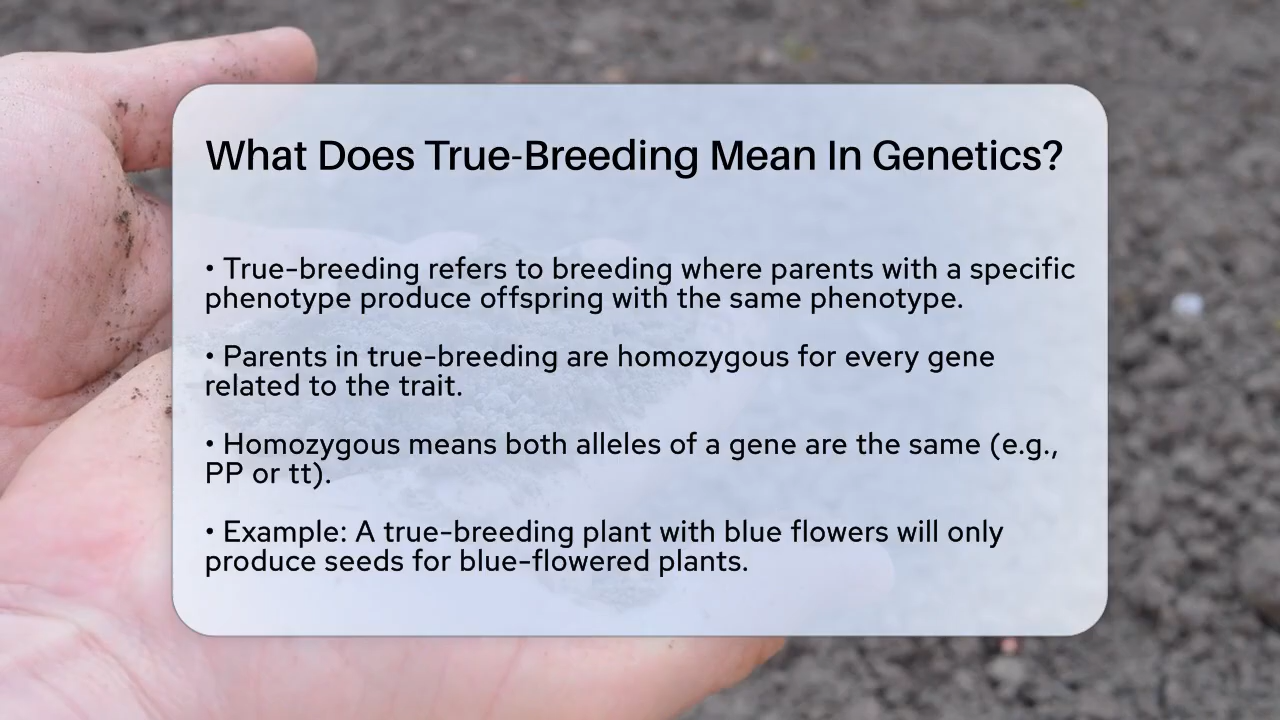 What Does True-Breeding Mean In Genetics?
• True-breeding refers to breeding where parents with a specific
phenotype produce offspring with the same phenotype.
• Parents in true-breeding are homozygous for every gene
related to the trait.
• Homozygous means both alleles of a gene are the same (e.g.,
PP or tt).
• Example: A true-breeding plant with blue flowers will only
produce seeds for blue-flowered plants.